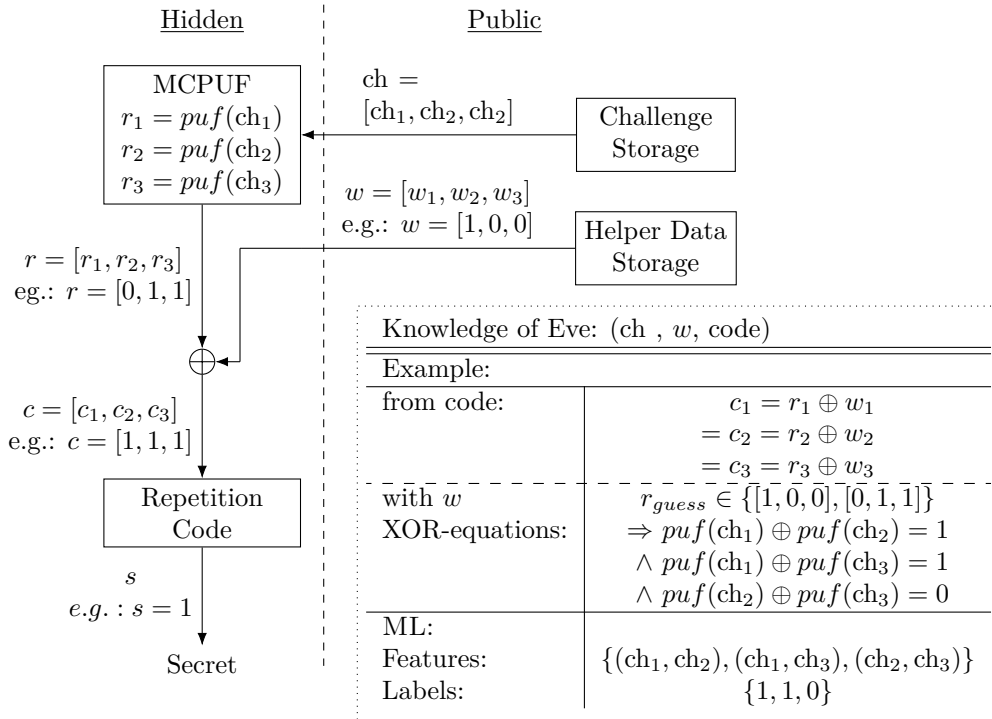 Hidden
Public
MCPUF
r₁ = puf(ch₁)
r₂ = puf(ch₂)
r₃ = puf(ch₃)
ch =
[ch₁, ch₂, ch₂]
Challenge
Storage
w = [w₁, w₂, w₃]
e.g.: w = [1, 0, 0]
Helper Data
Storage
r = [r₁, r₂, r₃]
eg.: r = [0, 1, 1]
c = [c₁, c₂, c₃]
e.g.: c = [1, 1, 1]
Repetition
Code
s
e.g. : s = 1
Secret
Knowledge of Eve: (ch , w, code)
Example:
from code: c₁ = r₁ ⊕ w₁
= c₂ = r₂ ⊕ w₂
= c₃ = r₃ ⊕ w₃
with w r_guess ∈ {[1, 0, 0], [0, 1, 1]}
XOR-equations: ⇒ puf(ch₁) ⊕ puf(ch₂) = 1
∧ puf(ch₁) ⊕ puf(ch₃) = 1
∧ puf(ch₂) ⊕ puf(ch₃) = 0
ML:
Features: {(ch₁, ch₂), (ch₁, ch₃), (ch₂, ch₃)}
Labels: {1, 1, 0}